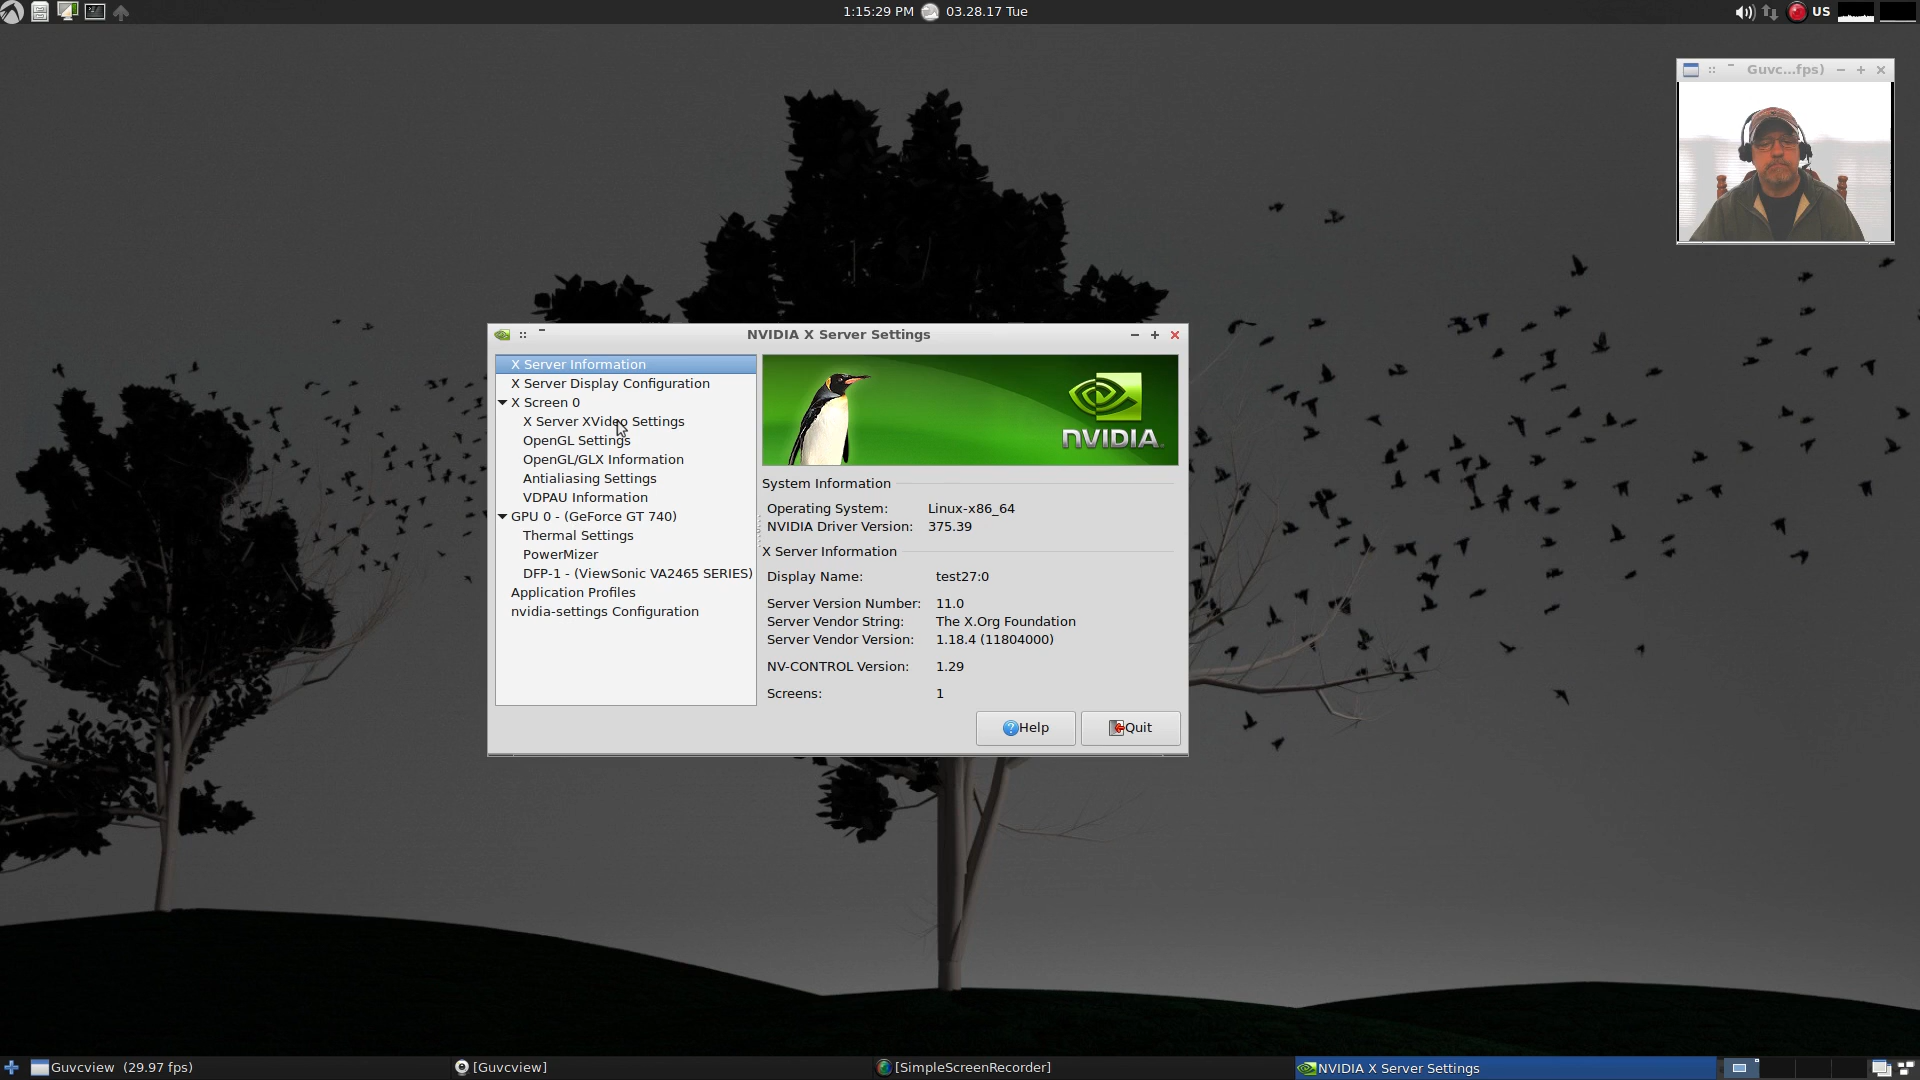 1:15:29 PM 03.28.17 Tue
US
Guvc...fps)
NVIDIA X Server Settings
X Server Information
X Server Display Configuration
X Screen 0
X Server XVideo Settings
OpenGL Settings
OpenGL/GLX Information
Antialiasing Settings
VDPAU Information
GPU 0 - (GeForce GT 740)
Thermal Settings
PowerMizer
DFP-1 - (ViewSonic VA2465 SERIES)
Application Profiles
nvidia-settings Configuration
NVIDIA
System Information
Operating System: Linux-x86_64
NVIDIA Driver Version: 375.39
X Server Information
Display Name: test27:0
Server Version Number: 11.0
Server Vendor String: The X.Org Foundation
Server Vendor Version: 1.18.4 (11804000)
NV-CONTROL Version: 1.29
Screens: 1
Help
Quit
Guvcview (29.97 fps)
[Guvcview]
[SimpleScreenRecorder]
NVIDIA X Server Settings